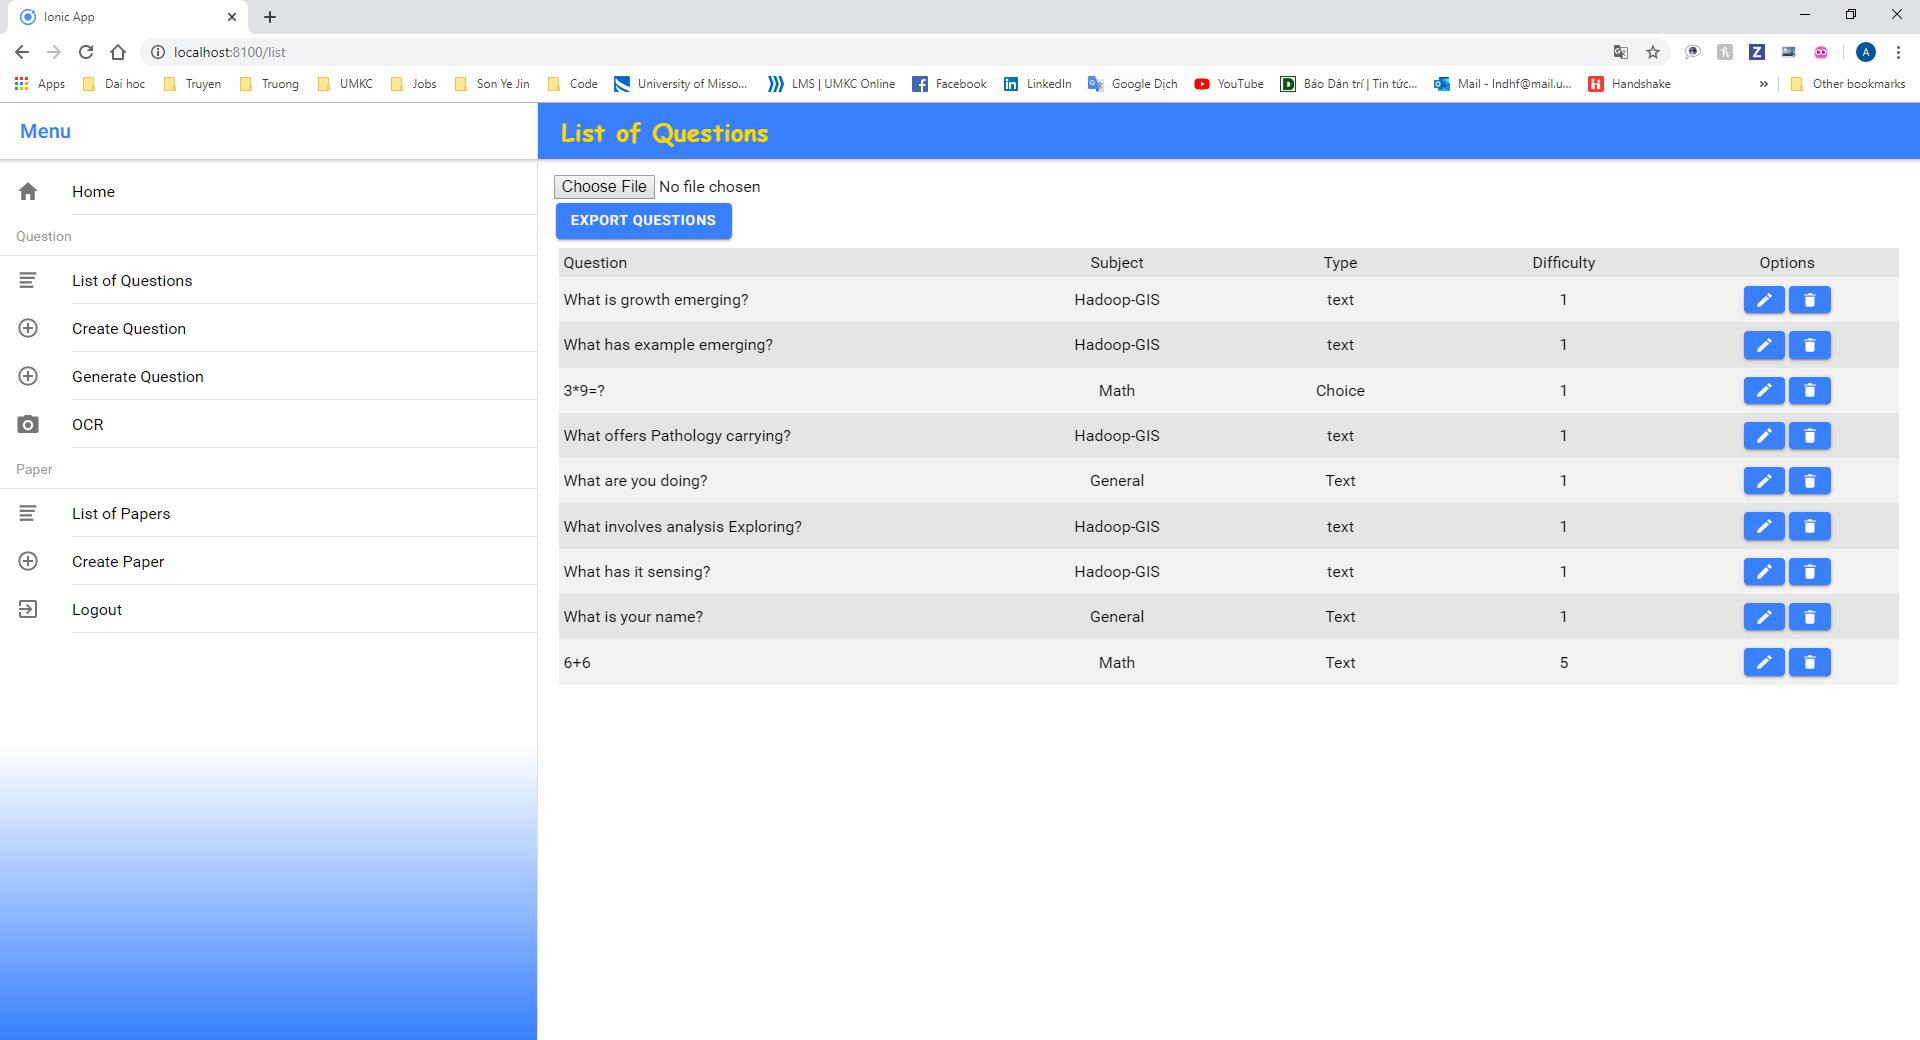 Ionic App
localhost:8100/list
A
Apps Dai hoc Truyen Truong UMKC Jobs Son Ye Jin Code University of Misso... LMS | UMKC Online Facebook LinkedIn Google Dịch YouTube Báo Dân trí | Tin tức... Mail - lndhf@mail.u... Handshake » Other bookmarks
Menu
Home
Question
List of Questions
Create Question
Generate Question
OCR
Paper
List of Papers
Create Paper
Logout
List of Questions
Choose File No file chosen
EXPORT QUESTIONS
Question Subject Type Difficulty Options
What is growth emerging? Hadoop-GIS text 1
What has example emerging? Hadoop-GIS text 1
3*9=? Math Choice 1
What offers Pathology carrying? Hadoop-GIS text 1
What are you doing? General Text 1
What involves analysis Exploring? Hadoop-GIS text 1
What has it sensing? Hadoop-GIS text 1
What is your name? General Text 1
6+6 Math Text 5